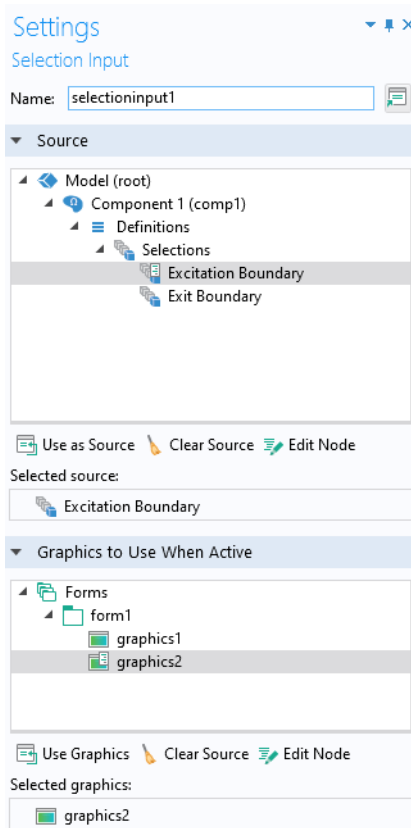 Settings
Selection Input
Name: selectioninput1
Source
Model (root)
Component 1 (comp1)
Definitions
Selections
Excitation Boundary
Exit Boundary
Use as Source Clear Source Edit Node
Selected source:
Excitation Boundary
Graphics to Use When Active
Forms
form1
graphics1
graphics2
Use Graphics Clear Source Edit Node
Selected graphics:
graphics2